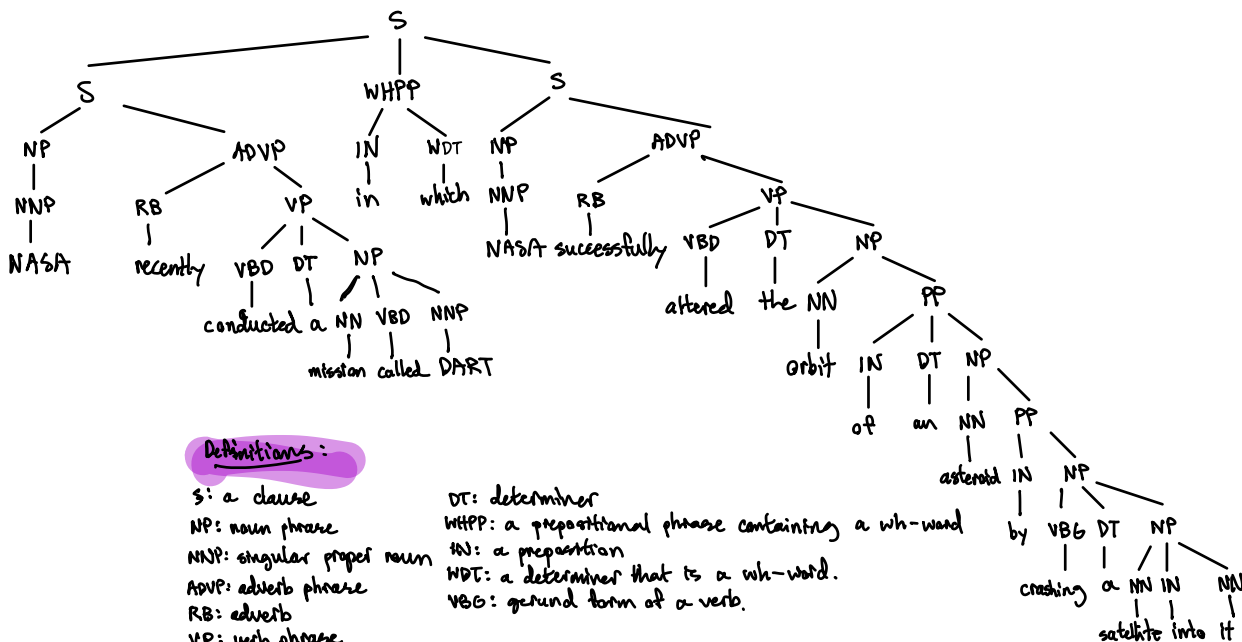 S
S WHPP S
NP ADVP IN WDT NP ADVP
NNP RB VP in which NNP RB VP
NASA recently VBD DT NP NASA successfully VBD DT NP
conducted a NN VBD NNP altered the NN PP
mission called DART orbit IN DT NP
of an NN PP
asteroid IN NP
by VBG DT NP
crashing a NN IN NN
satellite into it
Definitions:
S: a clause
NP: noun phrase
NNP: singular proper noun
ADVP: adverb phrase
RB: adverb
VP: verb phrase
DT: determiner
WHPP: a prepositional phrase containing a wh-word
IN: a preposition
WDT: a determiner that is a wh-word.
VBG: gerund form of a verb.